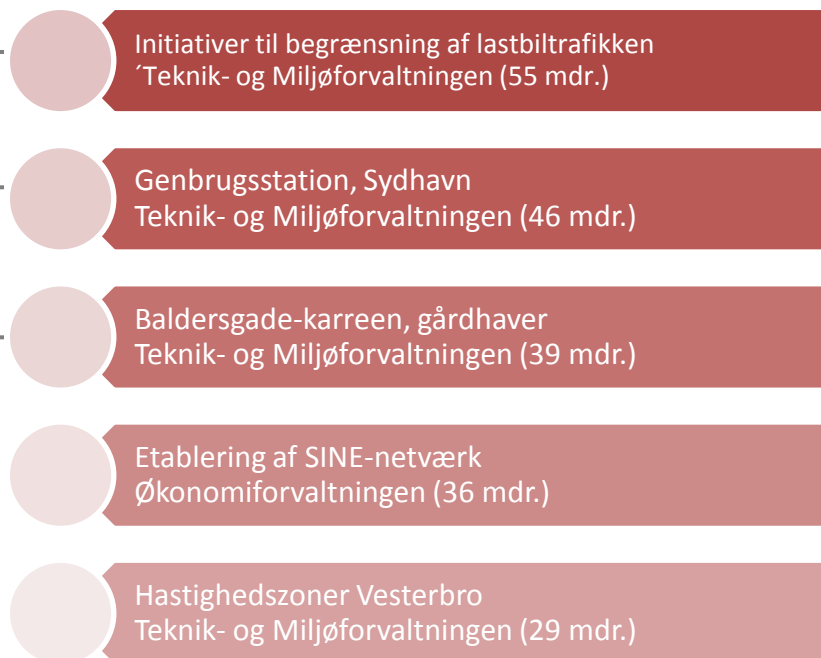 Initiativer til begrænsning af lastbiltrafikken
´Teknik- og Miljøforvaltningen (55 mdr.)
Genbrugsstation, Sydhavn
Teknik- og Miljøforvaltningen (46 mdr.)
Baldersgade-karreen, gårdhaver
Teknik- og Miljøforvaltningen (39 mdr.)
Etablering af SINE-netværk
Økonomiforvaltningen (36 mdr.)
Hastighedszoner Vesterbro
Teknik- og Miljøforvaltningen (29 mdr.)